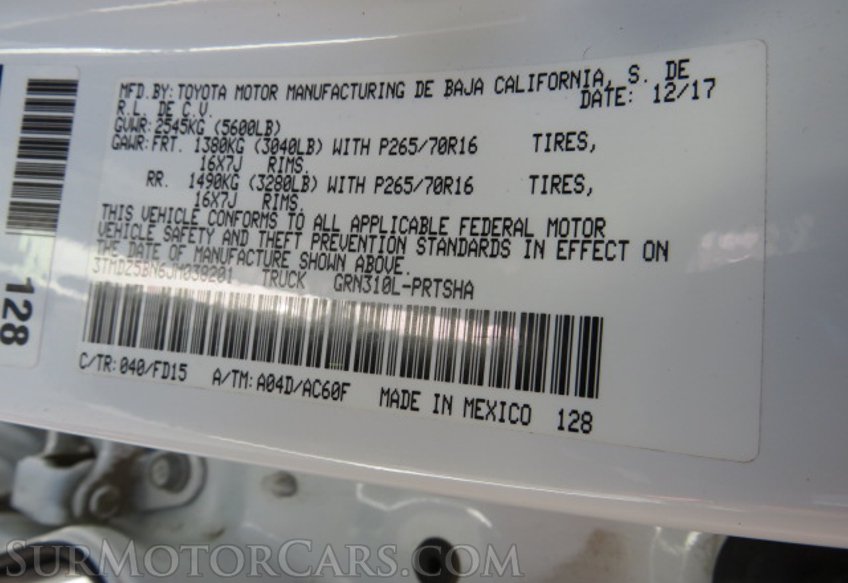 MFD. BY: TOYOTA MOTOR MANUFACTURING DE BAJA CALIFORNIA, S. DE
R.L. DE C.V. DATE: 12/17
GVWR: 2545KG (5600LB)
GAWR: FRT. 1380KG (3040LB) WITH P265/70R16 TIRES,
16X7J RIMS.
RR. 1490KG (3280LB) WITH P265/70R16 TIRES,
16X7J RIMS.
THIS VEHICLE CONFORMS TO ALL APPLICABLE FEDERAL MOTOR
VEHICLE SAFETY AND THEFT PREVENTION STANDARDS IN EFFECT ON
THE DATE OF MANUFACTURE SHOWN ABOVE.
3TMDZ5BN6JM038201 TRUCK GRN310L-PRTSHA
C/TR: 040/FD15 A/TM: A04D/AC60F MADE IN MEXICO 128
128
SURMOTORCARS.COM